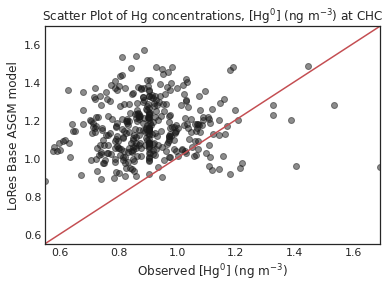 Scatter Plot of Hg concentrations, [Hg⁰] (ng m⁻³) at CHC
LoRes Base ASGM model
1.6
1.4
1.2
1.0
0.8
0.6
0.6 0.8 1.0 1.2 1.4 1.6
Observed [Hg⁰] (ng m⁻³)